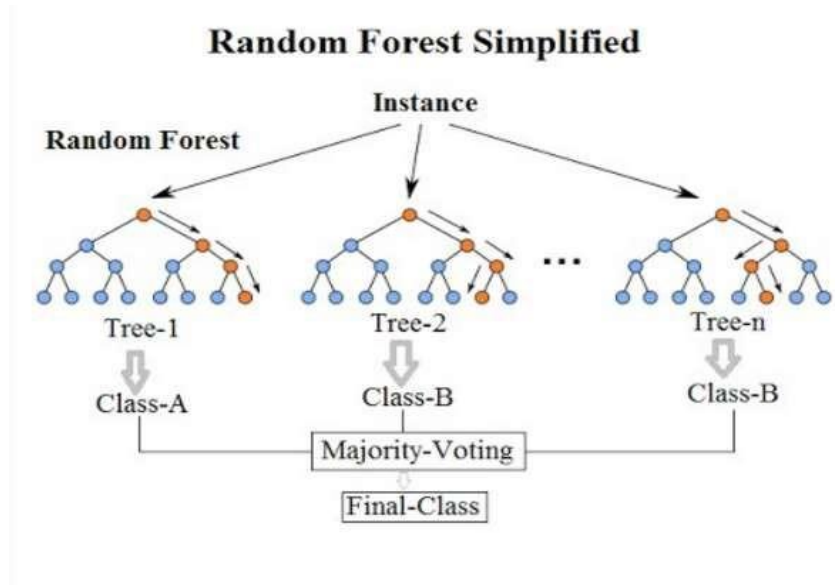 Random Forest Simplified
Instance
Random Forest
...
Tree-1
Tree-2
Tree-n
Class-A
Class-B
Class-B
Majority-Voting
Final-Class